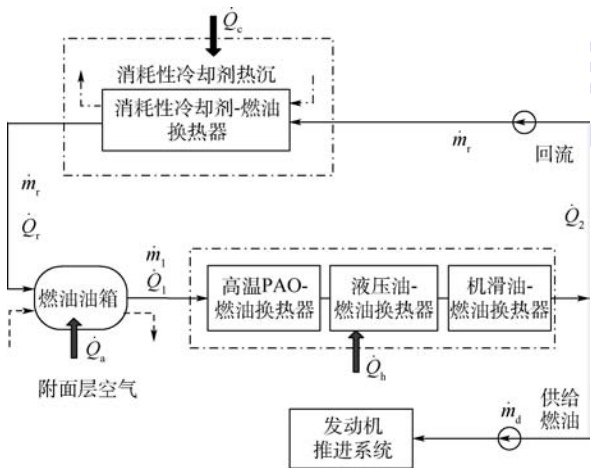 Q̇c
消耗性冷却剂热沉
消耗性冷却剂-燃油
换热器
ṁr
回流
ṁr
Q̇r
Q̇2
ṁ1
Q̇1
燃油油箱
高温PAO-
燃油换热器
液压油-
燃油换热器
机滑油-
燃油换热器
Q̇a
附面层空气
Q̇h
供给
燃油
ṁd
发动机
推进系统